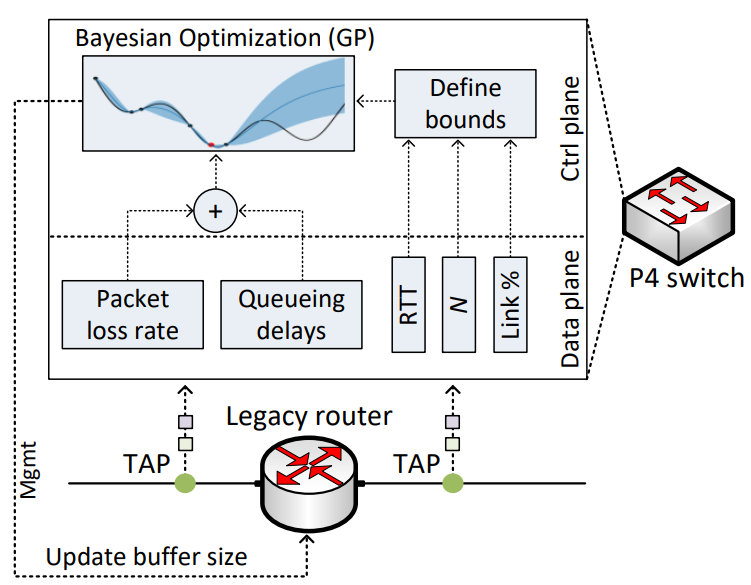 Bayesian Optimization (GP)
Define
bounds
Ctrl plane
+
Packet
loss rate
Queueing
delays
RTT
N
Link %
Data plane
P4 switch
Legacy router
TAP
TAP
Mgmt
Update buffer size